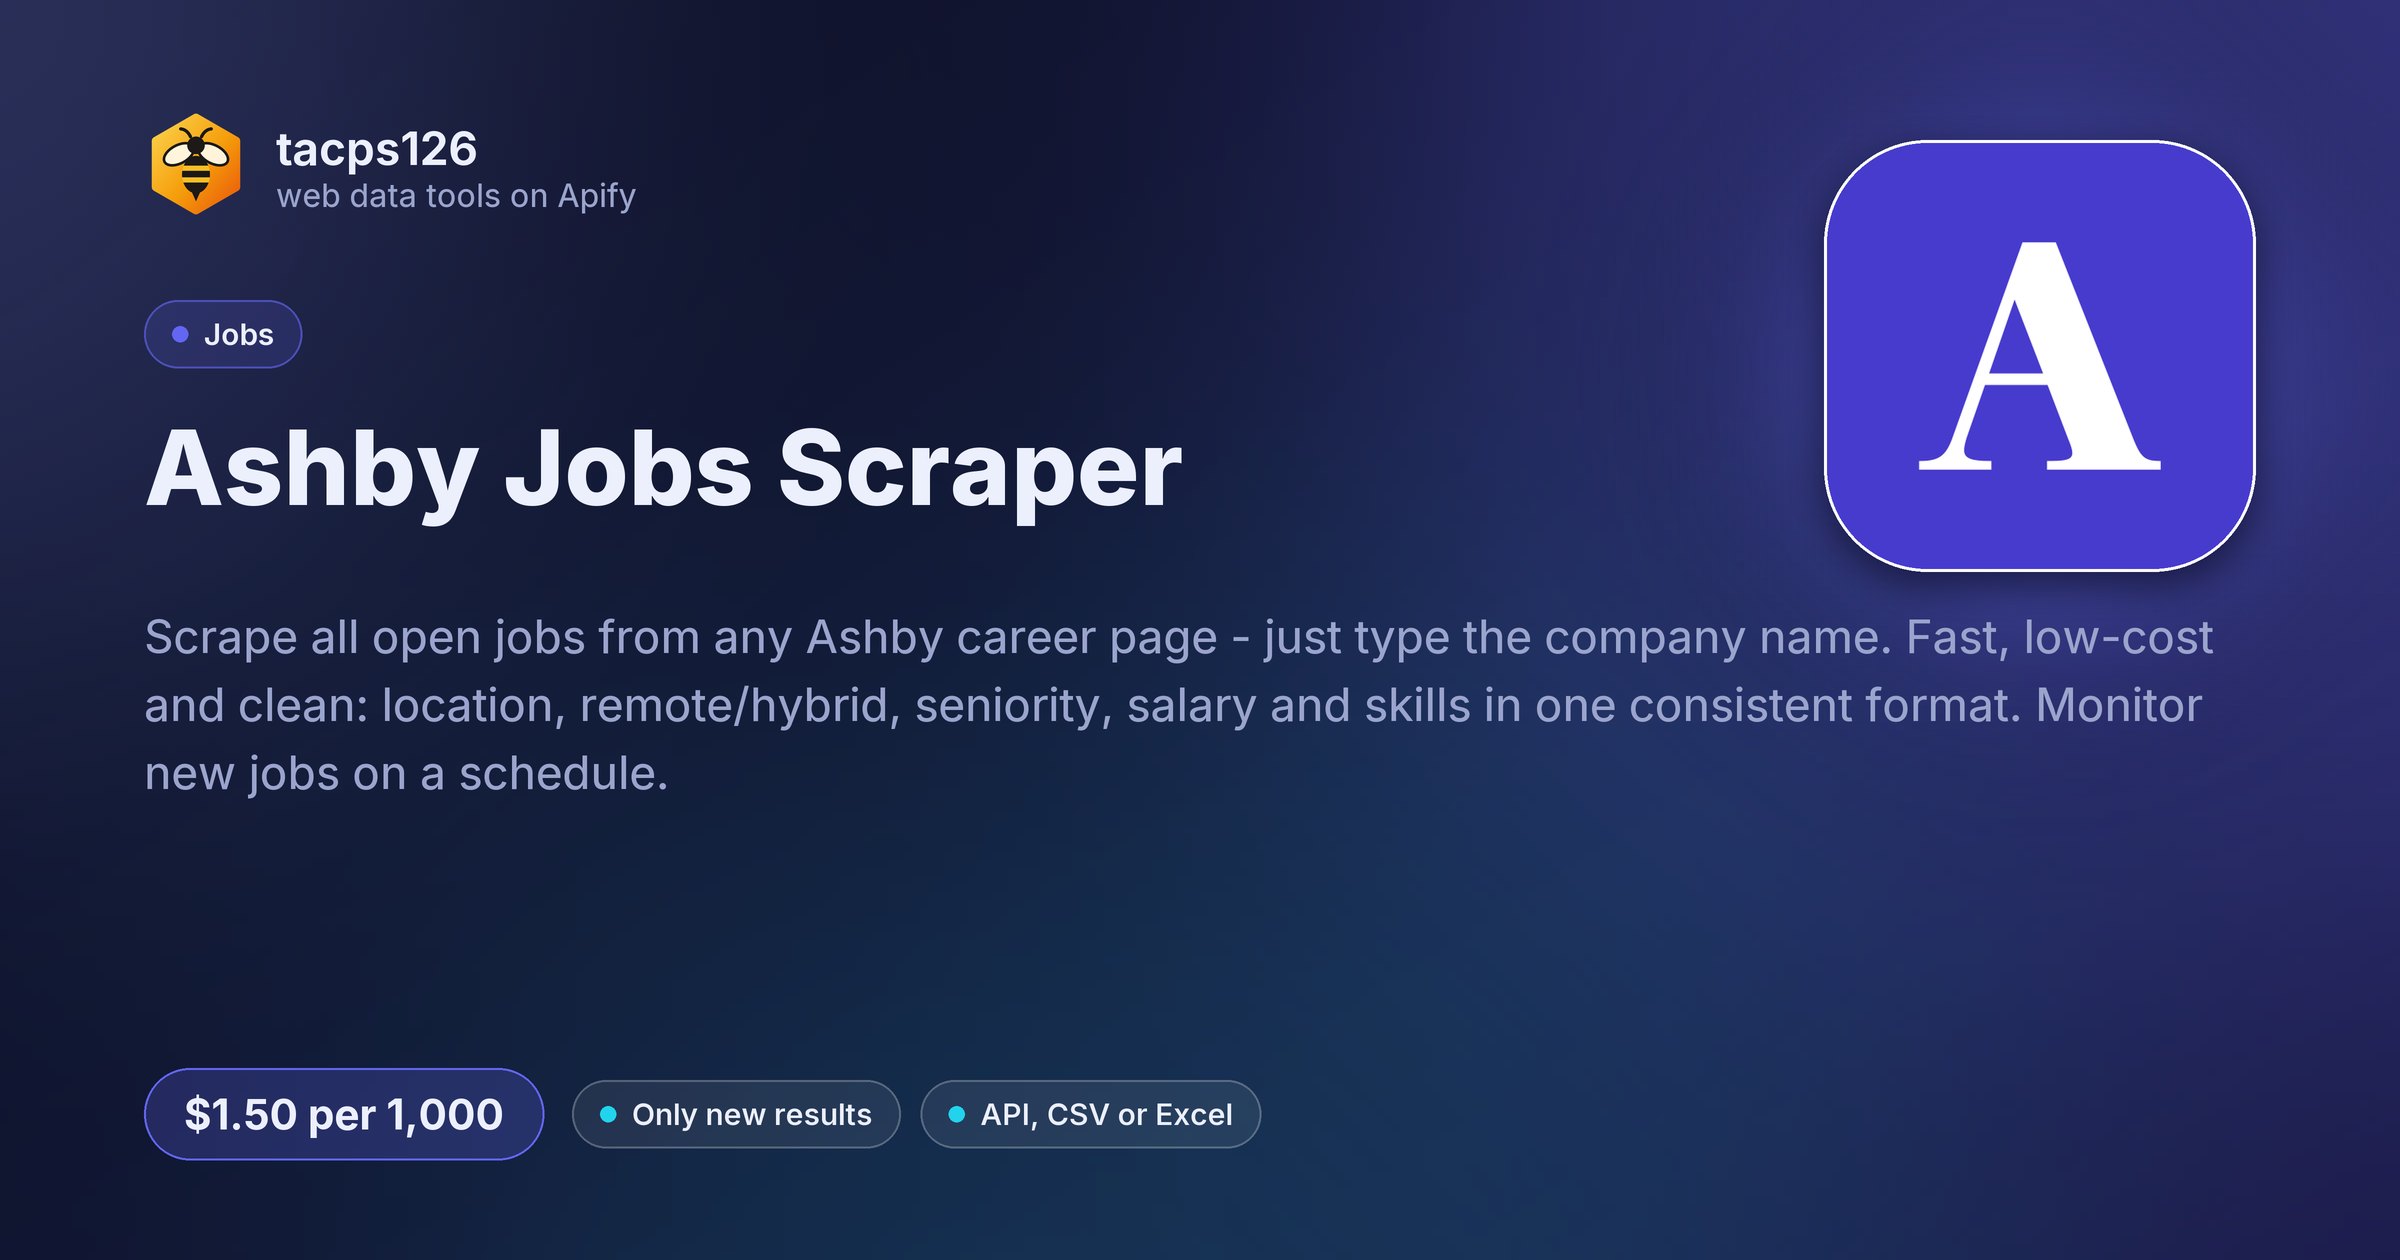 tacps126
web data tools on Apify
Jobs
Ashby Jobs Scraper
A
Scrape all open jobs from any Ashby career page - just type the company name. Fast, low-cost
and clean: location, remote/hybrid, seniority, salary and skills in one consistent format. Monitor
new jobs on a schedule.
$1.50 per 1,000
Only new results
API, CSV or Excel